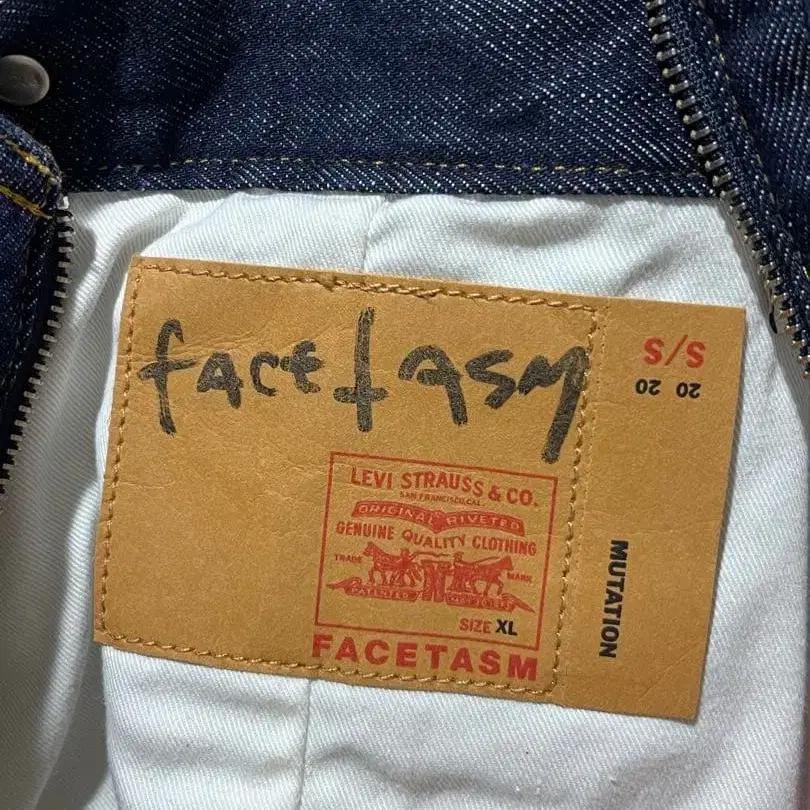 facetasm
LEVI STRAUSS & CO.
SAN FRANCISCO, CAL.
ORIGINAL RIVETED
GENUINE QUALITY CLOTHING
TRADE MARK
PATENTED
SIZE XL
FACETASM
S/S
20 20
MUTATION